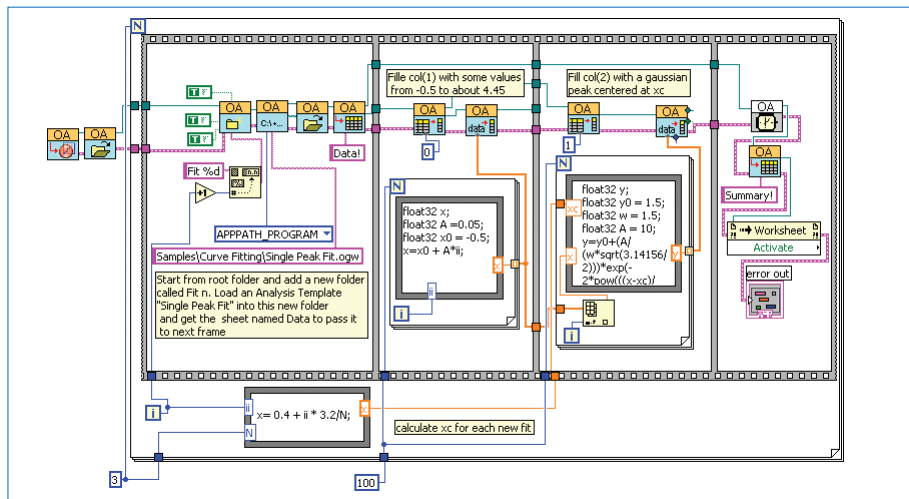 N
Fille col(1) with some values
from -0.5 to about 4.45
Fill col(2) with a gaussian
peak centered at xc
T F
T F
T F
OA
OA
OA
OA
OA
OA
OA
OA
OA
OA
OA
OA
C:\+...
data
data
Data!
0
1
Fit %d
+1
APPPATH_PROGRAM
Samples\Curve Fitting\Single Peak Fit.ogw
Start from root folder and add a new folder
called Fit n. Load an Analysis Template
"Single Peak Fit" into this new folder
and get the sheet named Data to pass it
to next frame
N
float32 x;
float32 A =0.05;
float32 x0 = -0.5;
x=x0 + A*ii;
x
ii
i
N
xc
x
float32 y;
float32 y0 = 1.5;
float32 w = 1.5;
float32 A = 10;
y=y0+(A/
(w*sqrt(3.14156/
2)))*exp(-
2*pow(((x-xc)/
y
i
Summary!
Worksheet
Activate
error out
i
ii
N
x= 0.4 + ii * 3.2/N;
x
calculate xc for each new fit
3
100